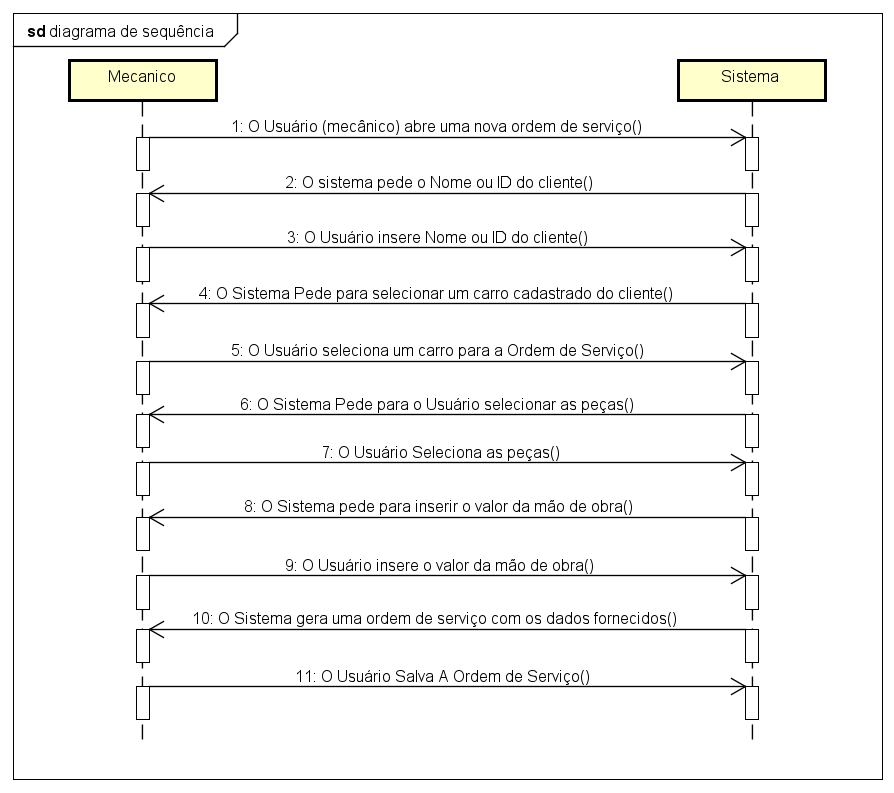 sd diagrama de sequência
Mecanico
Sistema
1: O Usuário (mecânico) abre uma nova ordem de serviço()
2: O sistema pede o Nome ou ID do cliente()
3: O Usuário insere Nome ou ID do cliente()
4: O Sistema Pede para selecionar um carro cadastrado do cliente()
5: O Usuário seleciona um carro para a Ordem de Serviço()
6: O Sistema Pede para o Usuário selecionar as peças()
7: O Usuário Seleciona as peças()
8: O Sistema pede para inserir o valor da mão de obra()
9: O Usuário insere o valor da mão de obra()
10: O Sistema gera uma ordem de serviço com os dados fornecidos()
11: O Usuário Salva A Ordem de Serviço()